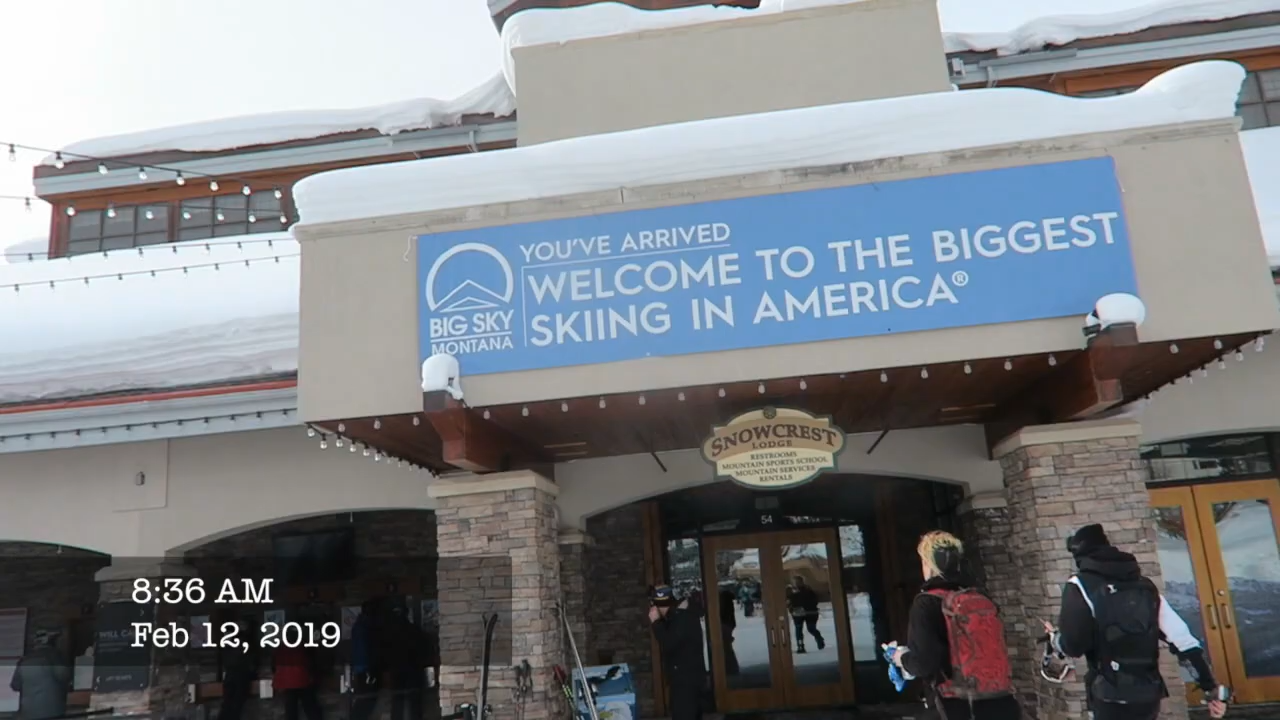 YOU'VE ARRIVED
WELCOME TO THE BIGGEST
SKIING IN AMERICA®
BIG SKY
MONTANA
SNOWCREST
LODGE
RESTROOMS
MOUNTAIN SPORTS SCHOOL
MOUNTAIN SERVICES
RENTALS
54
WILL
8:36 AM
Feb 12, 2019